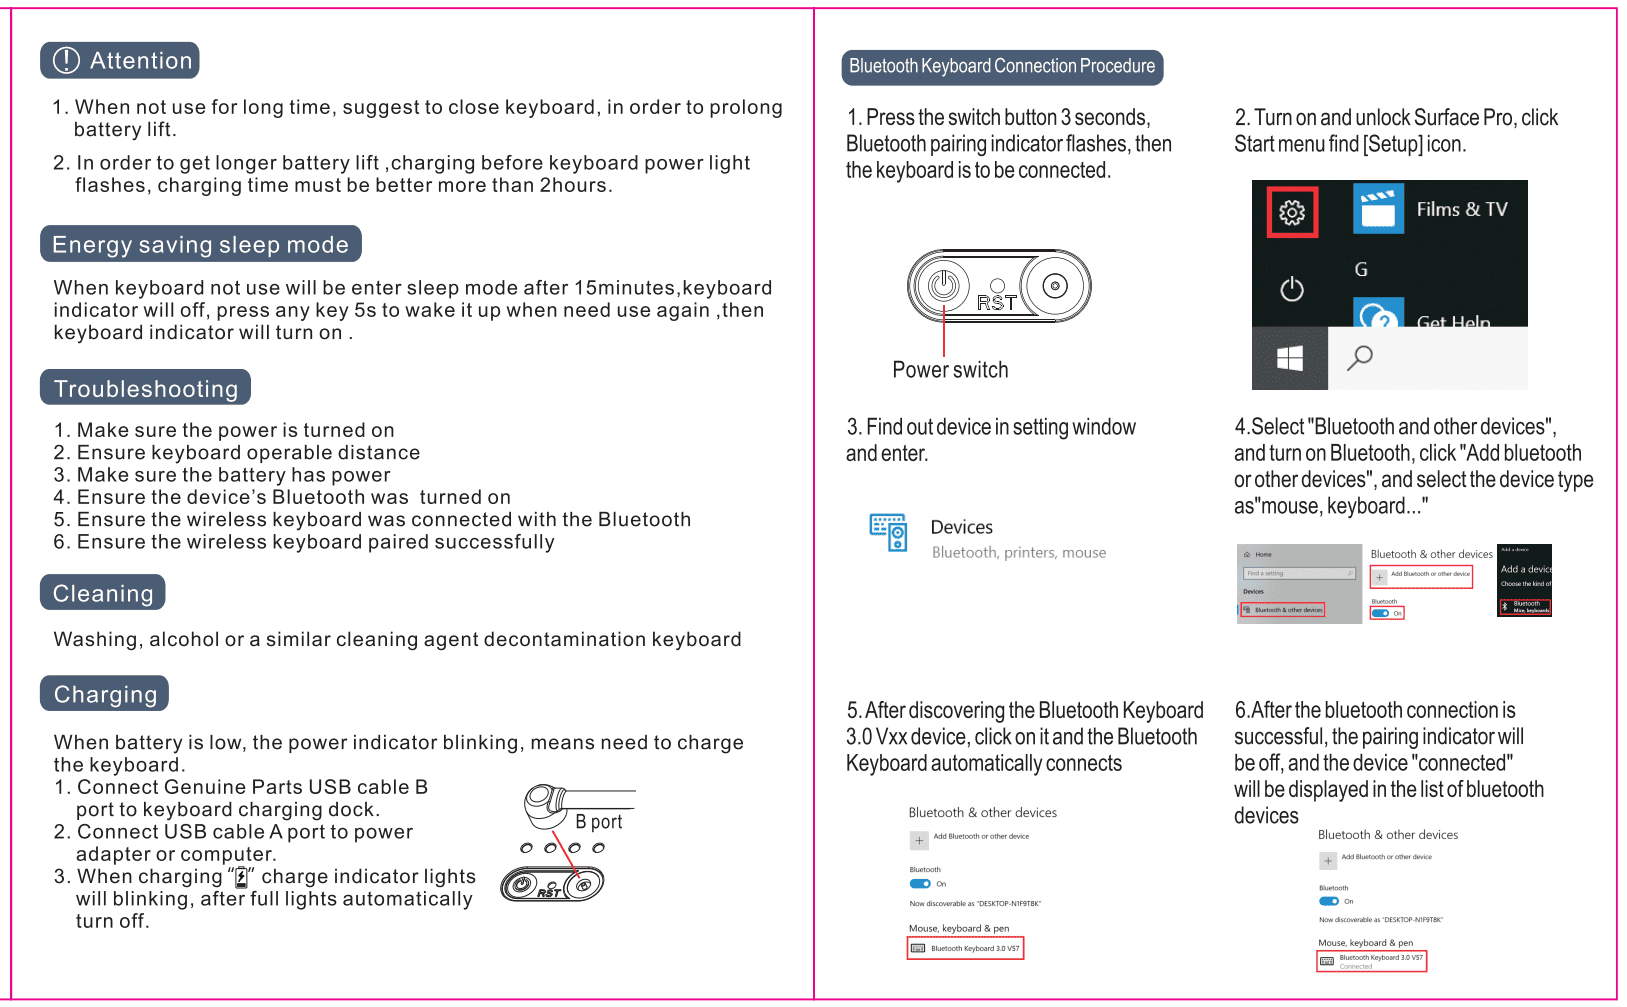 Attention
1. When not use for long time, suggest to close keyboard, in order to prolong
battery lift.
2. In order to get longer battery lift ,charging before keyboard power light
flashes, charging time must be better more than 2hours.
Energy saving sleep mode
When keyboard not use will be enter sleep mode after 15minutes,keyboard
indicator will off, press any key 5s to wake it up when need use again ,then
keyboard indicator will turn on .
Troubleshooting
1. Make sure the power is turned on
2. Ensure keyboard operable distance
3. Make sure the battery has power
4. Ensure the device’s Bluetooth was  turned on
5. Ensure the wireless keyboard was connected with the Bluetooth
6. Ensure the wireless keyboard paired successfully
Cleaning
Washing, alcohol or a similar cleaning agent decontamination keyboard
Charging
When battery is low, the power indicator blinking, means need to charge
the keyboard.
1. Connect Genuine Parts USB cable B
port to keyboard charging dock.
2. Connect USB cable A port to power
adapter or computer.
3. When charging “ ” charge indicator lights
will blinking, after full lights automatically
turn off.
B port
RST
Bluetooth Keyboard Connection Procedure
1. Press the switch button 3 seconds,
Bluetooth pairing indicator flashes, then
the keyboard is to be connected.
RST
Power switch
2. Turn on and unlock Surface Pro, click
Start menu find [Setup] icon.
Films & TV
G
Get Help
3. Find out device in setting window
and enter.
Devices
Bluetooth, printers, mouse
4.Select "Bluetooth and other devices",
and turn on Bluetooth, click "Add bluetooth
or other devices", and select the device type
as"mouse, keyboard..."
Home
Find a setting
Devices
Bluetooth & other devices
Bluetooth & other devices
Add Bluetooth or other device
Bluetooth
On
Add a device
Add a device
Choose the kind of
Bluetooth
Mice, keyboards
5. After discovering the Bluetooth Keyboard
3.0 Vxx device, click on it and the Bluetooth
Keyboard automatically connects
Bluetooth & other devices
Add Bluetooth or other device
Bluetooth
On
Now discoverable as "DESKTOP-N1F9TBK"
Mouse, keyboard & pen
Bluetooth Keyboard 3.0 V57
6.After the bluetooth connection is
successful, the pairing indicator will
be off, and the device "connected"
will be displayed in the list of bluetooth
devices
Bluetooth & other devices
Add Bluetooth or other device
Bluetooth
On
Now discoverable as "DESKTOP-N1F9TBK"
Mouse, keyboard & pen
Bluetooth Keyboard 3.0 V57
Connected